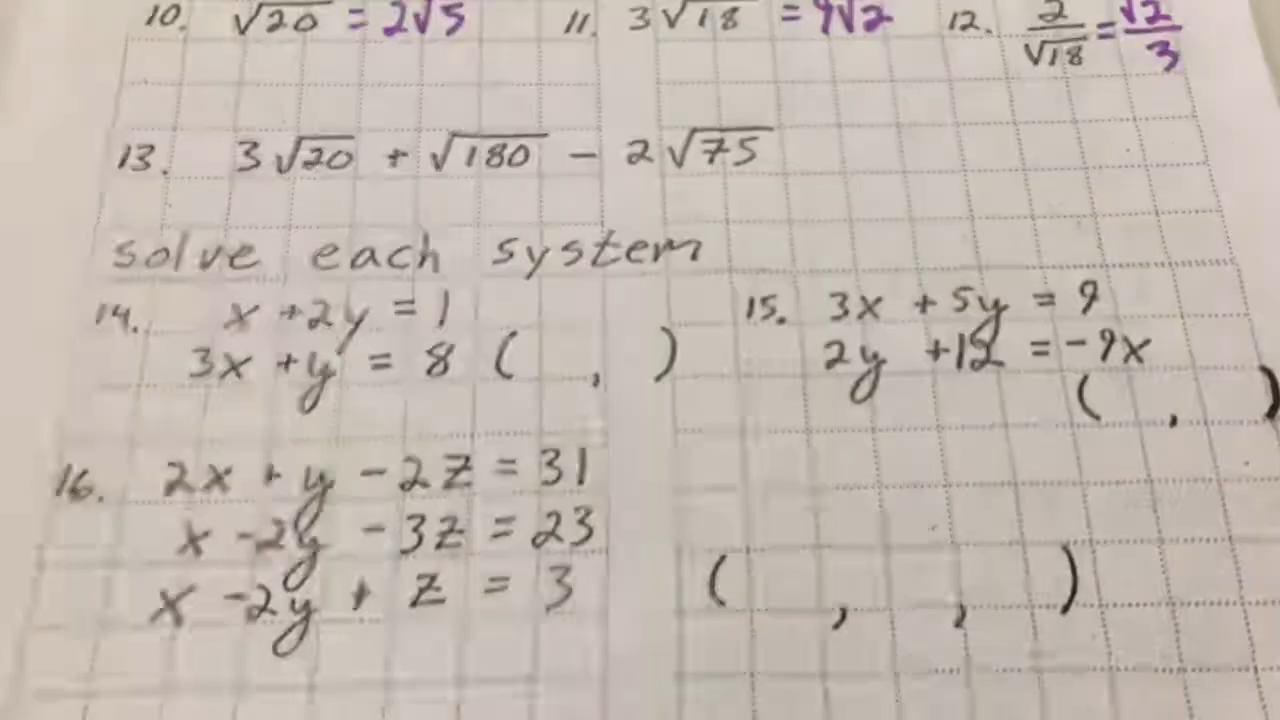 10. √20 = 2√5 11. 3√18 = 9√2 12. 2/√18 = √2/3
13. 3√20 + √180 - 2√75
solve each system
14. x + 2y = 1
3x + y = 8 ( , )
15. 3x + 5y = 9
2y + 12 = -9x
( , )
16. 2x + y - 2z = 31
x - 2y - 3z = 23
x - 2y + z = 3 ( , , )